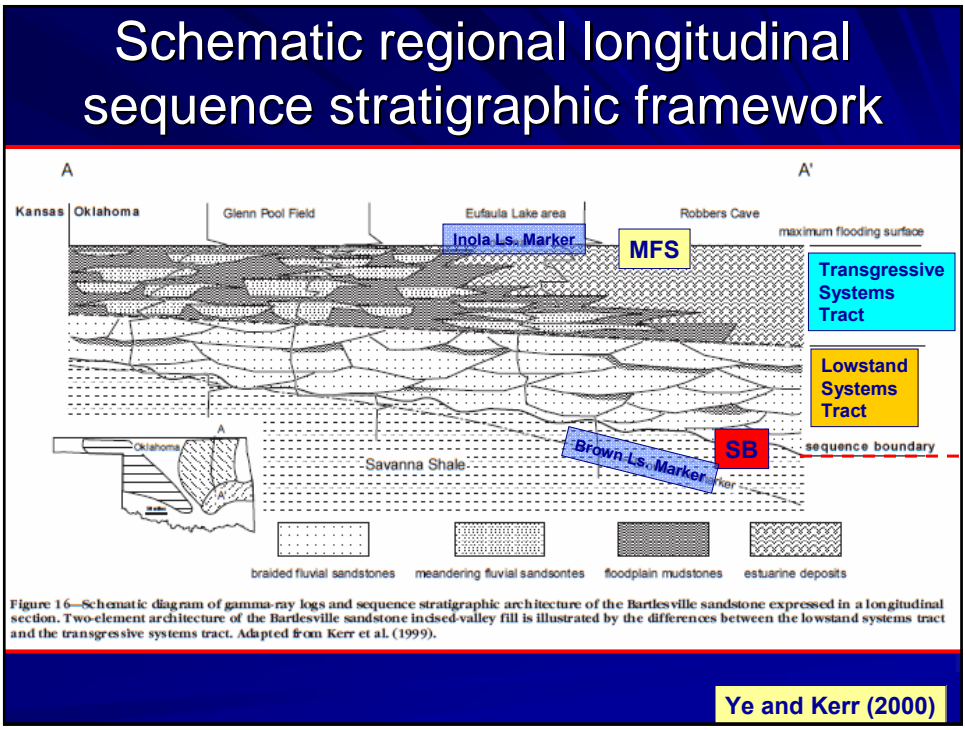 Schematic regional longitudinal
sequence stratigraphic framework
A
A'
Kansas
Oklahoma
Glenn Pool Field
Eufaula Lake area
Robbers Cave
maximum flooding surface
Inola Ls. Marker
MFS
Transgressive
Systems
Tract
Lowstand
Systems
Tract
SB
sequence boundary
Brown Ls. Marker
marker
Savanna Shale
A
Oklahoma
A'
braided fluvial sandstones
meandering fluvial sandsontes
floodplain mudstones
estuarine deposits
Figure 16—Schematic diagram of gamma-ray logs and sequence stratigraphic architecture of the Bartlesville sandstone expressed in a longitudinal
section. Two-element architecture of the Bartlesville sandstone incised-valley fill is illustrated by the differences between the lowstand systems tract
and the transgressive systems tract. Adapted from Kerr et al. (1999).
Ye and Kerr (2000)